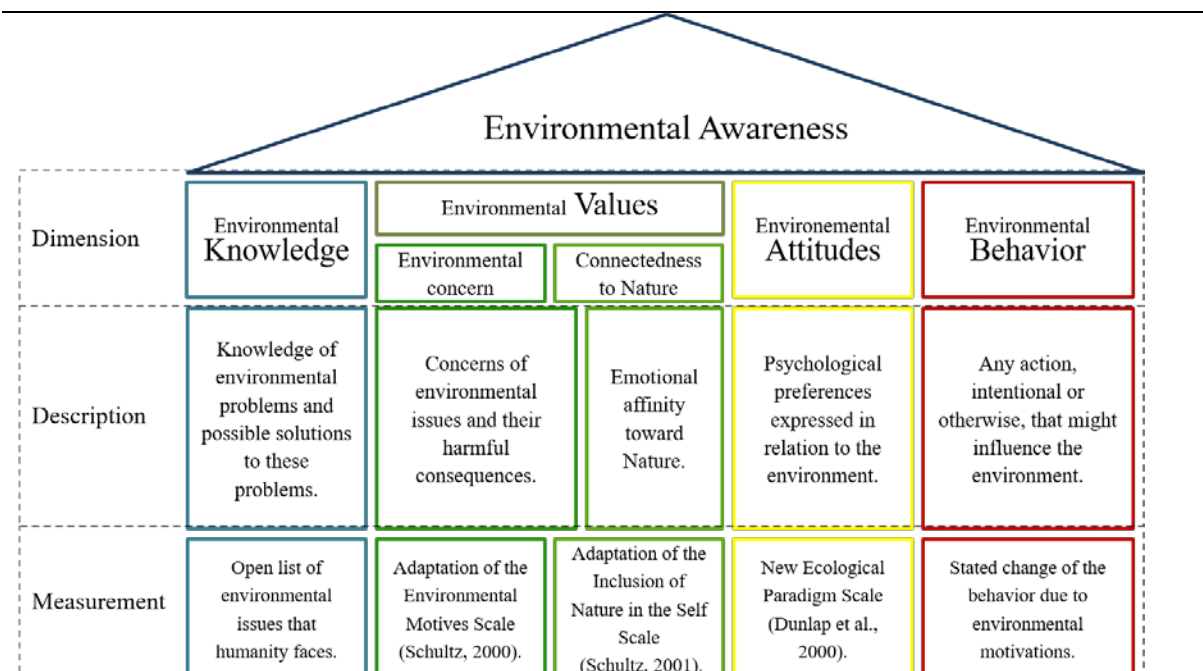 Environmental Awareness
Dimension
Environmental
Knowledge
Environmental Values
Environmental
concern
Connectedness
to Nature
Environemental
Attitudes
Environmental
Behavior
Description
Knowledge of
environmental
problems and
possible solutions
to these
problems.
Concerns of
environmental
issues and their
harmful
consequences.
Emotional
affinity
toward
Nature.
Psychological
preferences
expressed in
relation to the
environment.
Any action,
intentional or
otherwise, that might
influence the
environment.
Measurement
Open list of
environmental
issues that
humanity faces.
Adaptation of the
Environmental
Motives Scale
(Schultz, 2000).
Adaptation of the
Inclusion of
Nature in the Self
Scale
(Schultz, 2001).
New Ecological
Paradigm Scale
(Dunlap et al.,
2000).
Stated change of the
behavior due to
environmental
motivations.